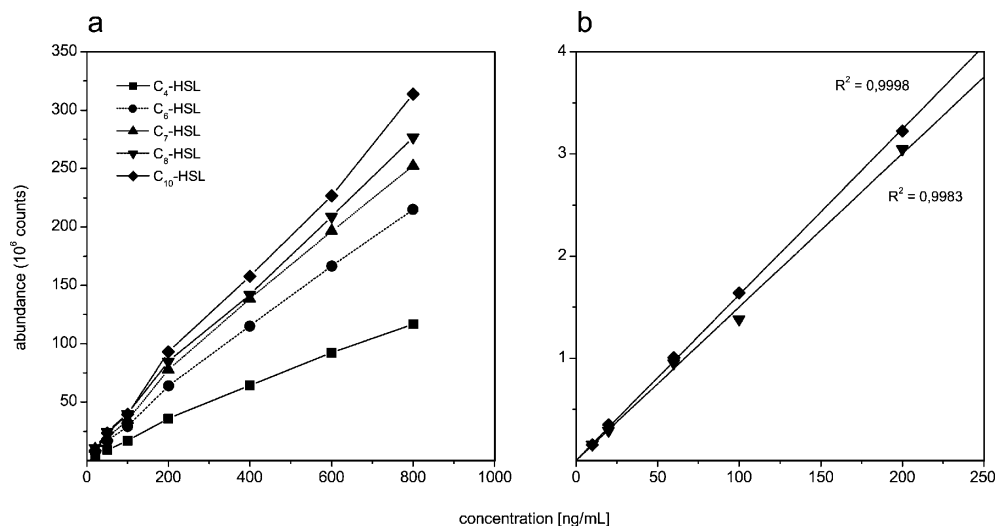 a
b
350
300
250
200
150
100
50
C₄-HSL
C₆-HSL
C₇-HSL
C₈-HSL
C₁₀-HSL
abundance (10⁶ counts)
0 200 400 600 800 1000
4
3
2
1
R² = 0,9998
R² = 0,9983
0 50 100 150 200 250
concentration [ng/mL]